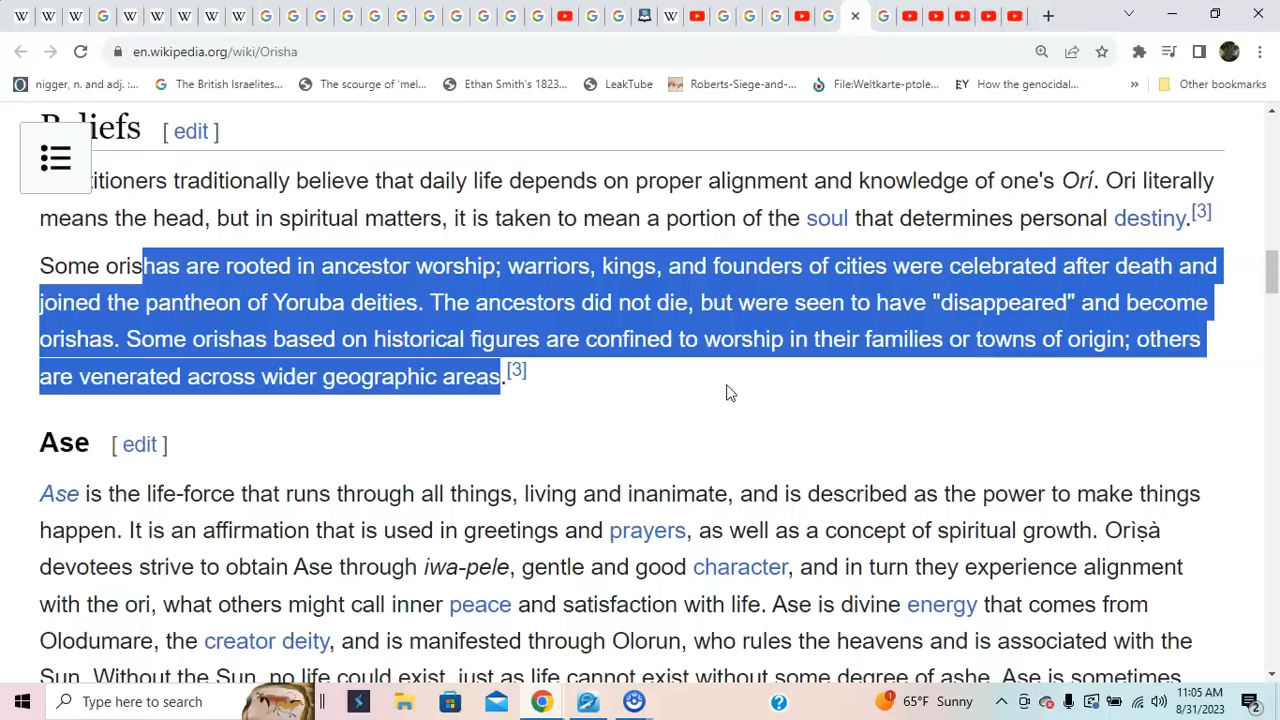 en.wikipedia.org/wiki/Orisha
nigger, n. and adj. :...
The British Israelites...
The scourge of 'mel...
Ethan Smith's 1823...
LeakTube
Roberts-Siege-and-...
File:Weltkarte-ptole...
EY
How the genocidal...
»
Other bookmarks
liefs [ edit ]
titioners traditionally believe that daily life depends on proper alignment and knowledge of one's Orí. Ori literally
means the head, but in spiritual matters, it is taken to mean a portion of the soul that determines personal destiny.[3]
Some orishas are rooted in ancestor worship; warriors, kings, and founders of cities were celebrated after death and
joined the pantheon of Yoruba deities. The ancestors did not die, but were seen to have "disappeared" and become
orishas. Some orishas based on historical figures are confined to worship in their families or towns of origin; others
are venerated across wider geographic areas.[3]
Ase [ edit ]
Ase is the life-force that runs through all things, living and inanimate, and is described as the power to make things
happen. It is an affirmation that is used in greetings and prayers, as well as a concept of spiritual growth. Oriṣà
devotees strive to obtain Ase through iwa-pele, gentle and good character, and in turn they experience alignment
with the ori, what others might call inner peace and satisfaction with life. Ase is divine energy that comes from
Olodumare, the creator deity, and is manifested through Olorun, who rules the heavens and is associated with the
Sun. Without the Sun, no life could exist, just as life cannot exist without some degree of ashe. Ase is sometimes
Type here to search
1
65°F Sunny
11:05 AM
8/31/2023
2